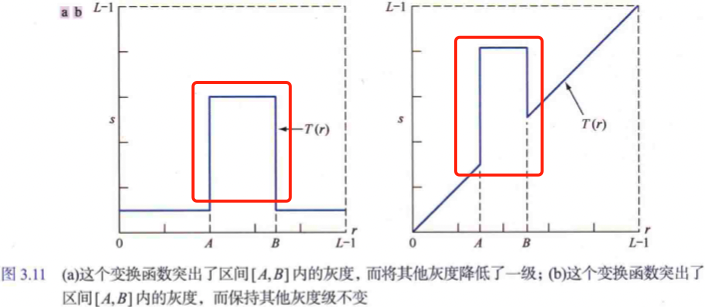 a b
L-1
s
T(r)
0
A
B
r
L-1
L-1
s
T(r)
0
A
B
r
L-1
图 3.11 (a)这个变换函数突出了区间[A,B]内的灰度，而将其他灰度降低了一级；(b)这个变换函数突出了
区间[A,B]内的灰度，而保持其他灰度级不变